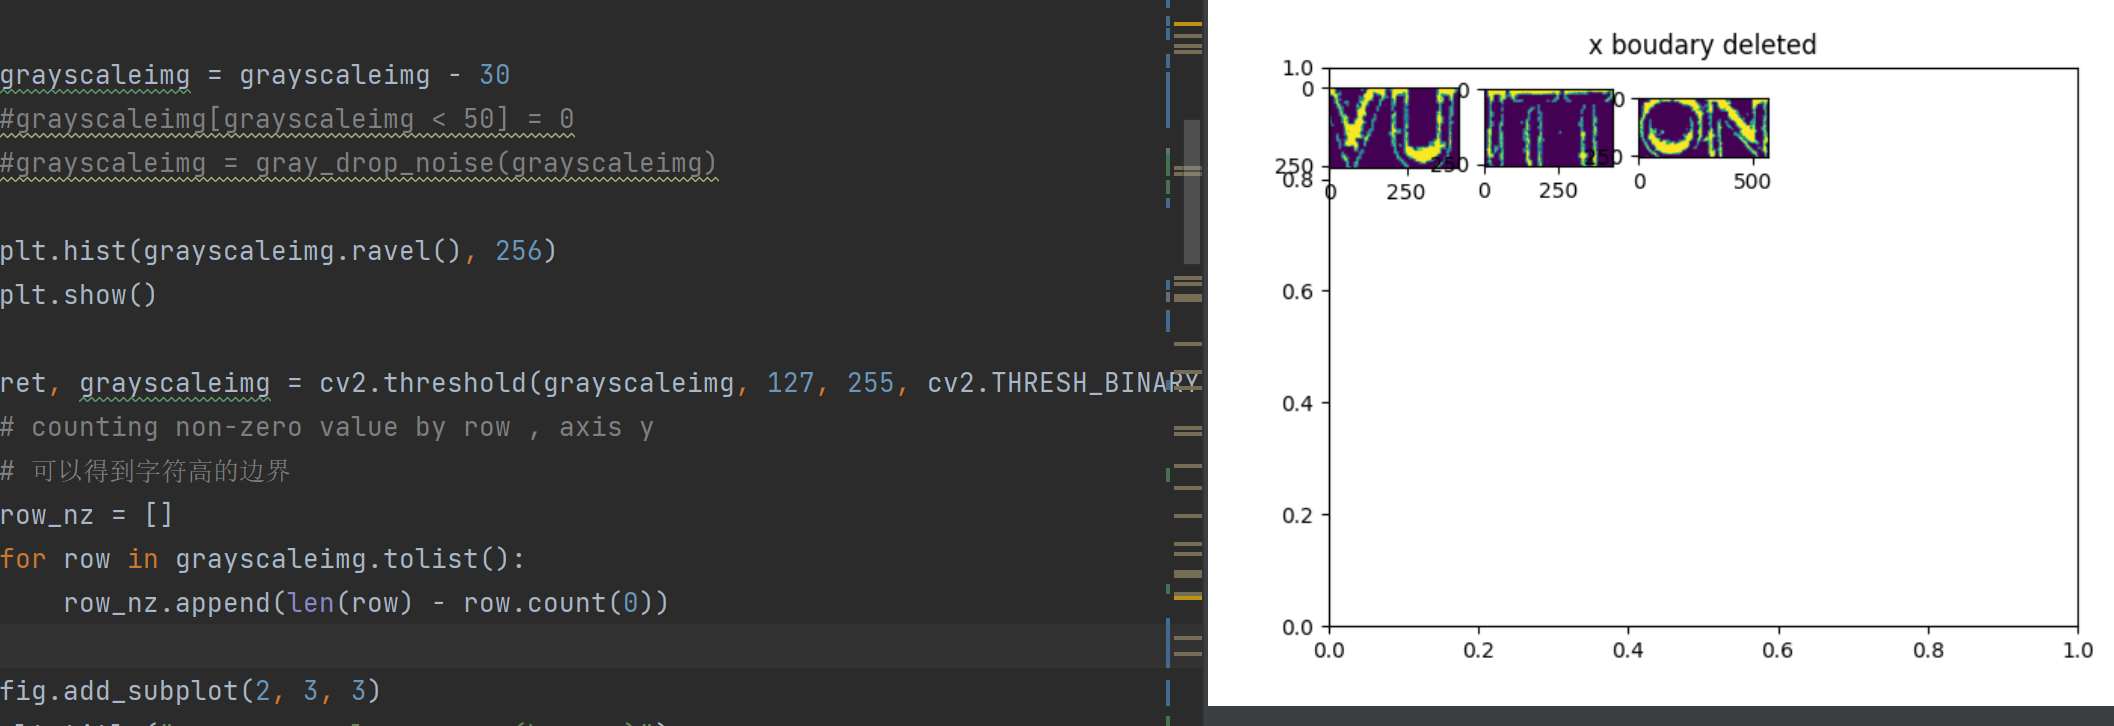 grayscaleimg = grayscaleimg - 30
#grayscaleimg[grayscaleimg < 50] = 0
#grayscaleimg = gray_drop_noise(grayscaleimg)
plt.hist(grayscaleimg.ravel(), 256)
plt.show()
ret, grayscaleimg = cv2.threshold(grayscaleimg, 127, 255, cv2.THRESH_BINARY
# counting non-zero value by row , axis y
# 可以得到字符高的边界
row_nz = []
for row in grayscaleimg.tolist():
row_nz.append(len(row) - row.count(0))
fig.add_subplot(2, 3, 3)
x boudary deleted
1.0
0
250
0.8
0.6
0.4
0.2
0.0
VU
0 250
0
250
ITI
0 250
0
250
ON
0 500
0.0 0.2 0.4 0.6 0.8 1.0